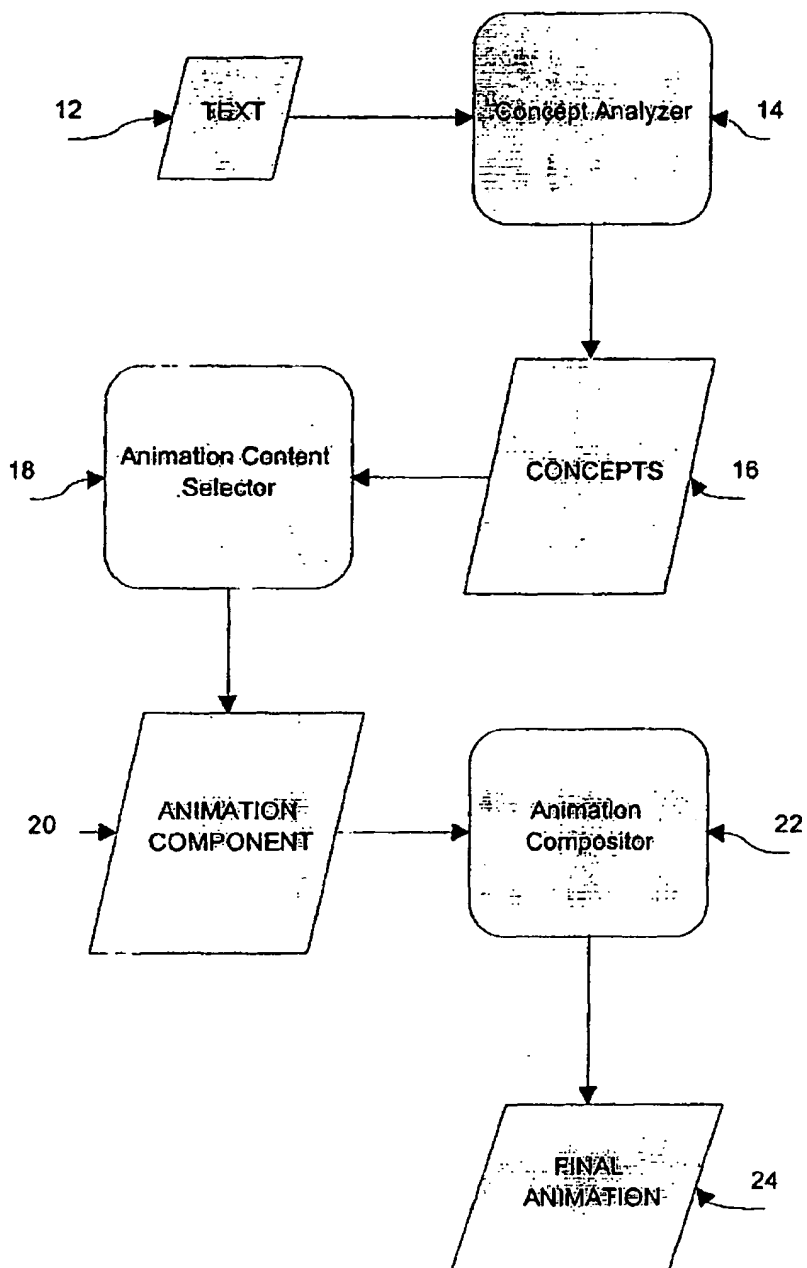 12
TEXT
Concept Analyzer
14
Animation Content
Selector
18
CONCEPTS
16
20
ANIMATION
COMPONENT
Animation
Compositor
22
FINAL
ANIMATION
24